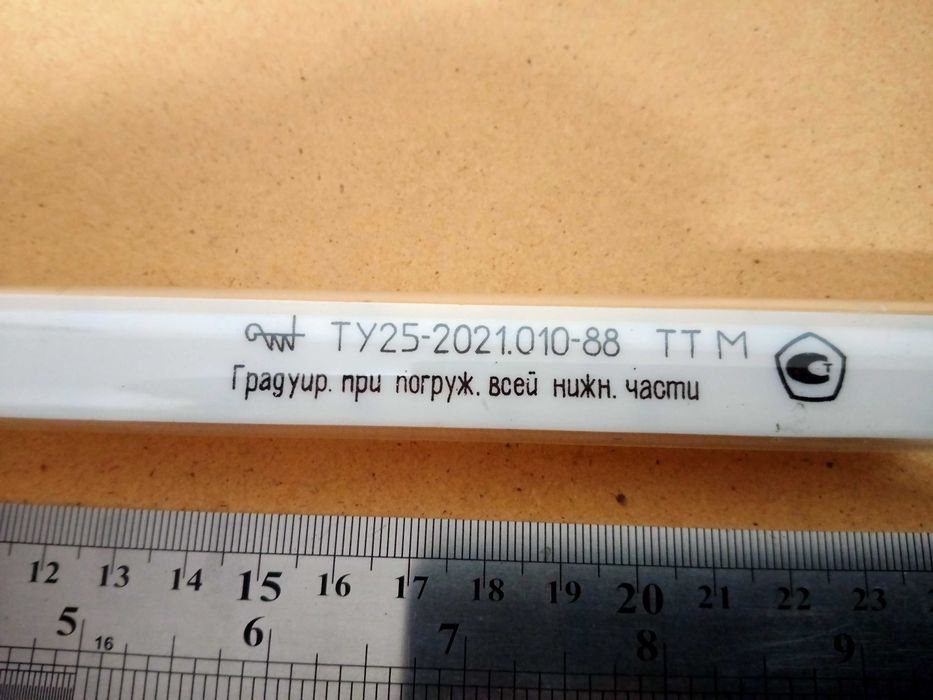 ТУ25-2021.010-88 ТТ М
Градуир. при погруж. всей нижн. части
Т
12 13 14 15 16 17 18 19 20 21 22 23
5 16 6 7 8 9